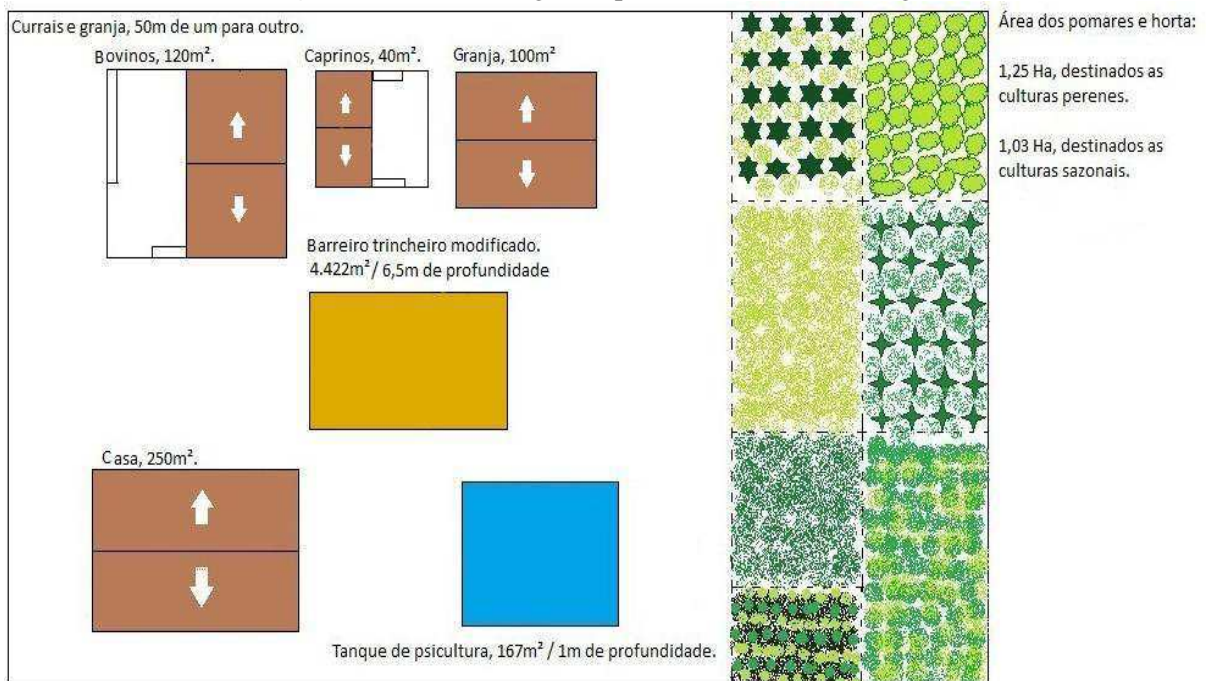 Currais e granja, 50m de um para outro.
Bovinos, 120m².
Caprinos, 40m².
Granja, 100m²
Barreiro trincheiro modificado.
4.422m² / 6,5m de profundidade
Casa, 250m².
Tanque de psicultura, 167m² / 1m de profundidade.
Área dos pomares e horta:
1,25 Ha, destinados as
culturas perenes.
1,03 Ha, destinados as
culturas sazonais.